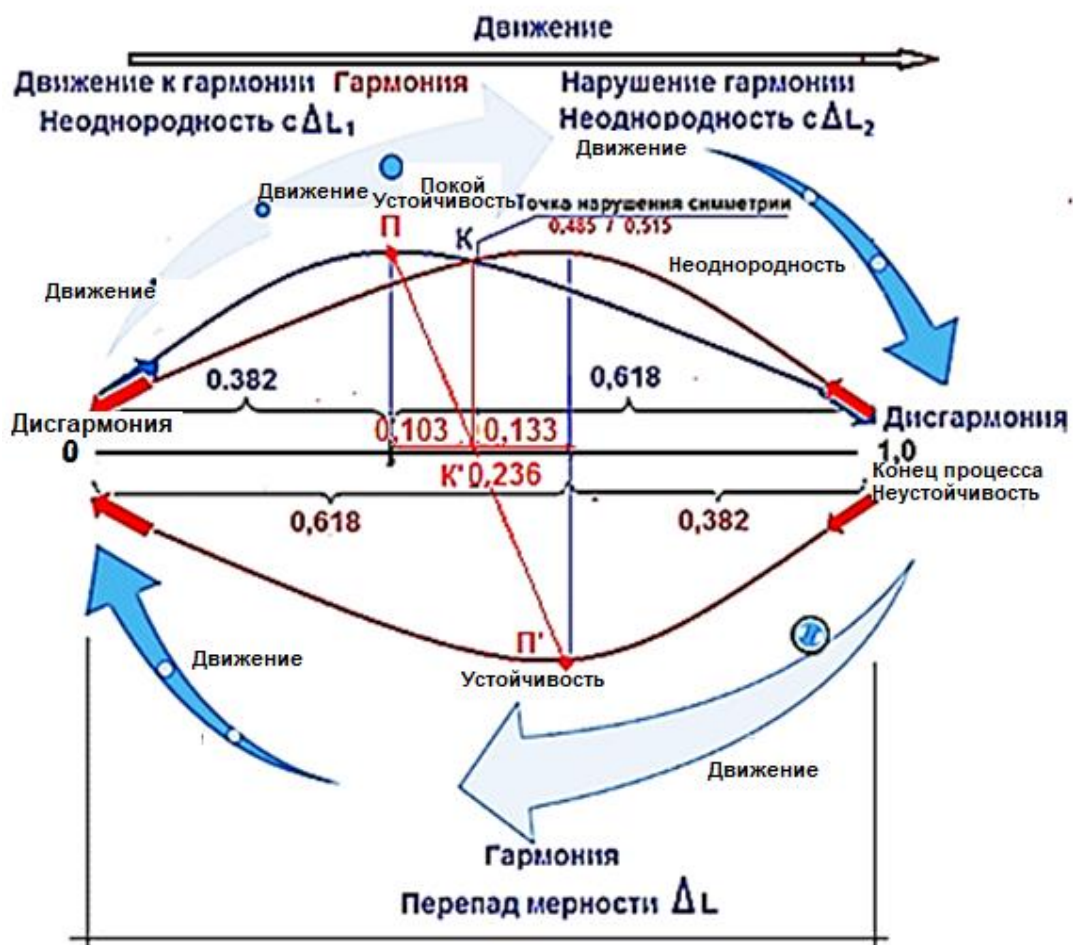 Движение
Движение к гармонии Гармония Нарушение гармонии
Неоднородность с ΔL₁ Неоднородность с ΔL₂
Движение
Движение Покой
Устойчивость
Точка нарушения симметрии
П К 0,485 / 0.515
Неоднородность
Движение
0.382 0,618
Дисгармония Дисгармония
0,103 0,133
0 1,0
К' 0,236 Конец процесса
Неустойчивость
0,618 0,382
П'
Движение
Устойчивость
Движение
Гармония
Перепад мерности ΔL